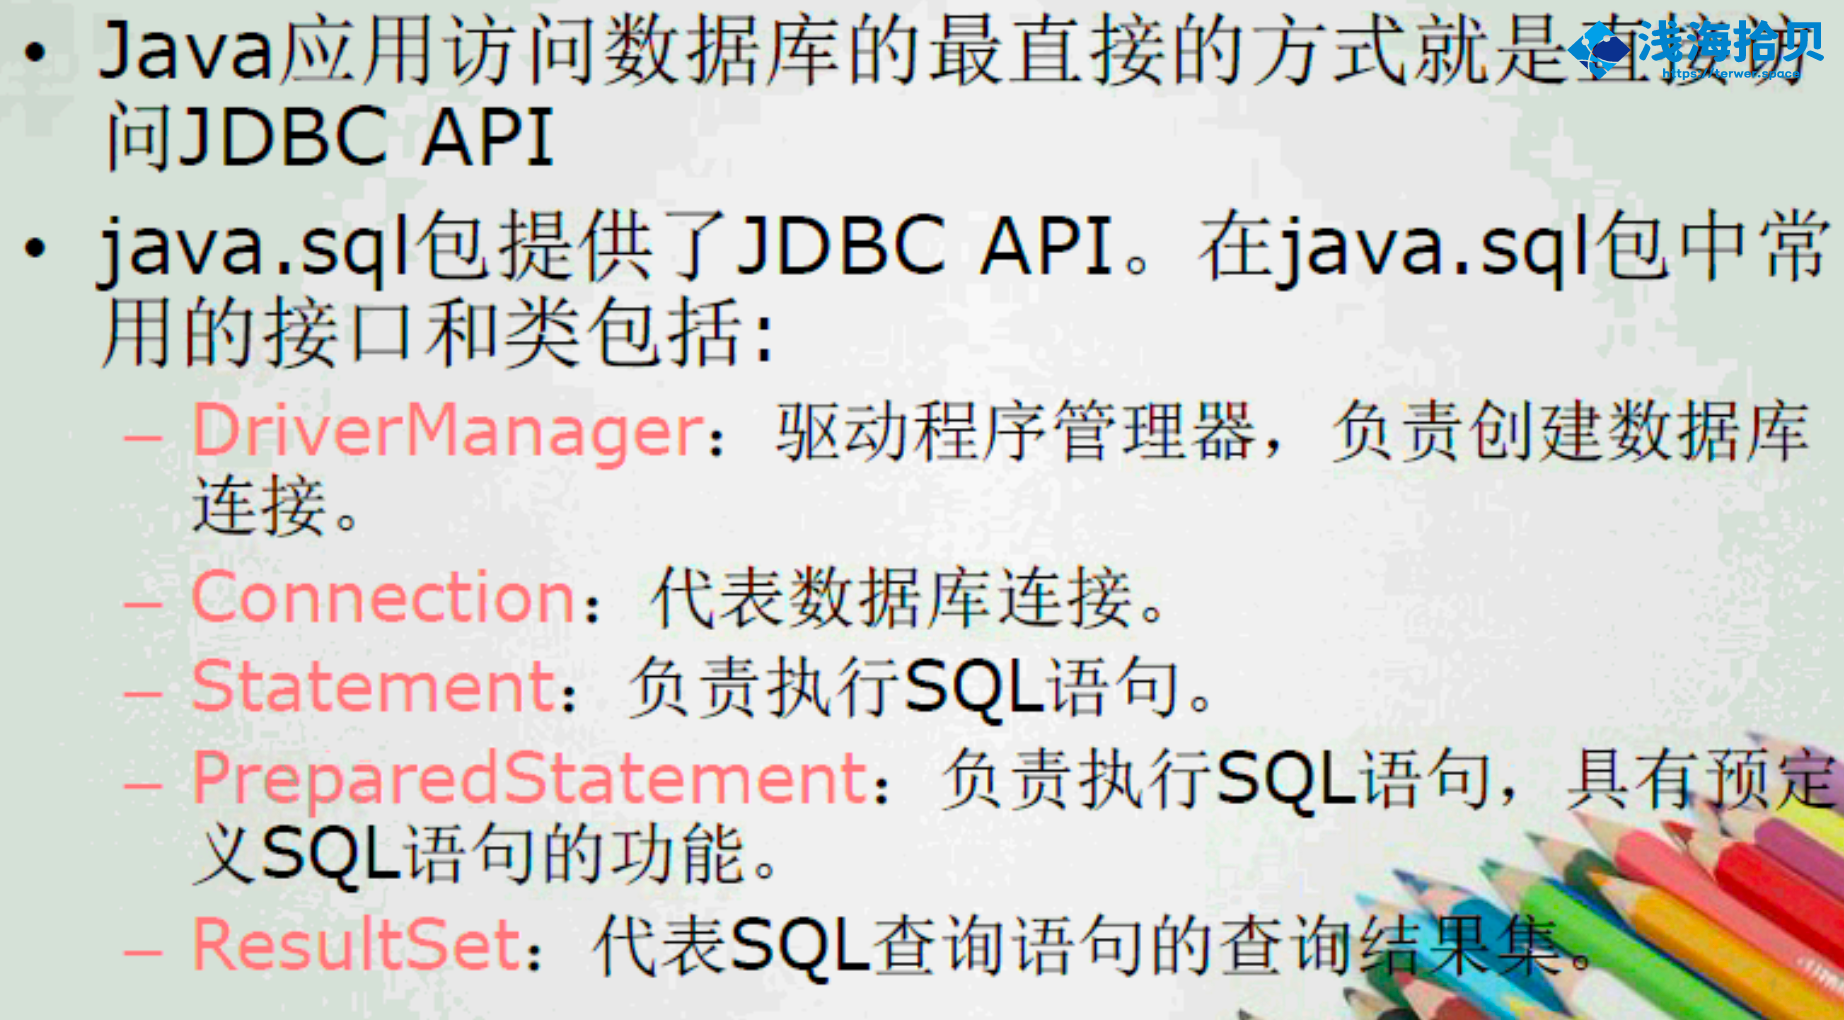 • Java应用访问数据库的最直接的方式就是直接访
浅海拾贝
https://terwer.space
问JDBC API
• java.sql包提供了JDBC API。在java.sql包中常
用的接口和类包括:
– DriverManager：驱动程序管理器，负责创建数据库
连接。
– Connection：代表数据库连接。
– Statement：负责执行SQL语句。
– PreparedStatement：负责执行SQL语句，具有预定
义SQL语句的功能。
– ResultSet：代表SQL查询语句的查询结果集。